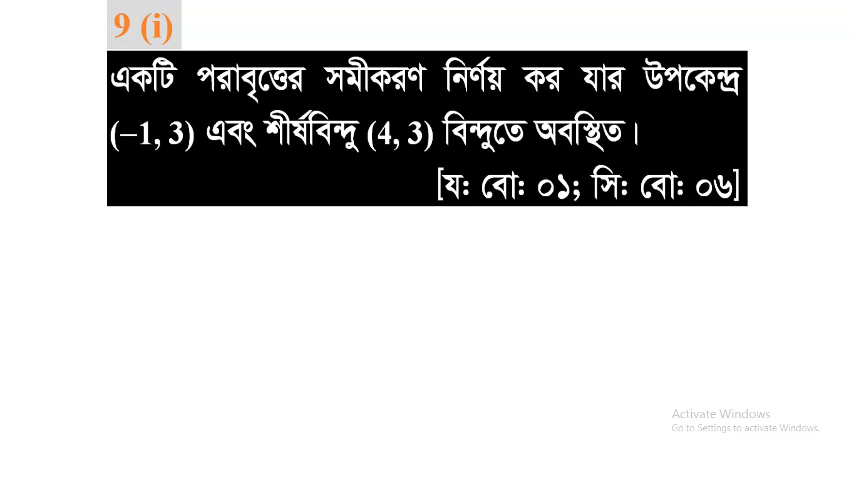 9 (i)
একটি পরাবৃত্তের সমীকরণ নির্ণয় কর যার উপকেন্দ্র
(–1, 3) এবং শীর্ষবিন্দু (4, 3) বিন্দুতে অবস্থিত।
[য: বো: ০১; সি: বো: ০৬]
Activate Windows
Go to Settings to activate Windows.